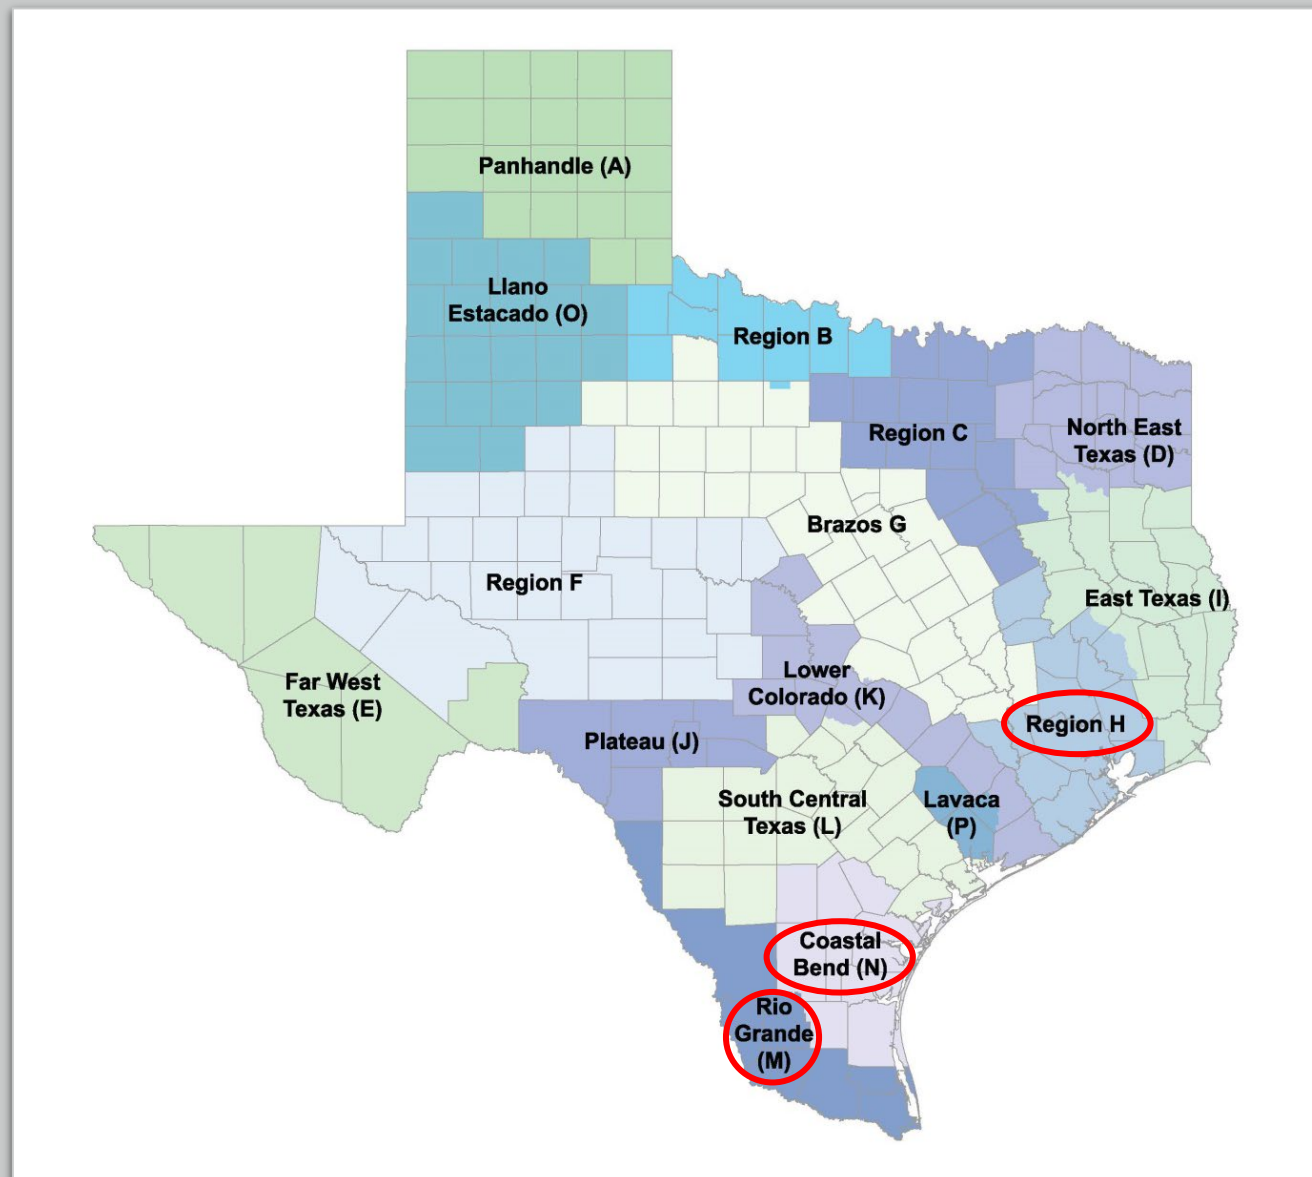 Panhandle (A)
Llano
Estacado (O)
Region B
Region C
North East
Texas (D)
Brazos G
Region F
East Texas (I)
Far West
Texas (E)
Lower
Colorado (K)
Region H
Plateau (J)
South Central
Texas (L)
Lavaca
(P)
Coastal
Bend (N)
Rio
Grande
(M)